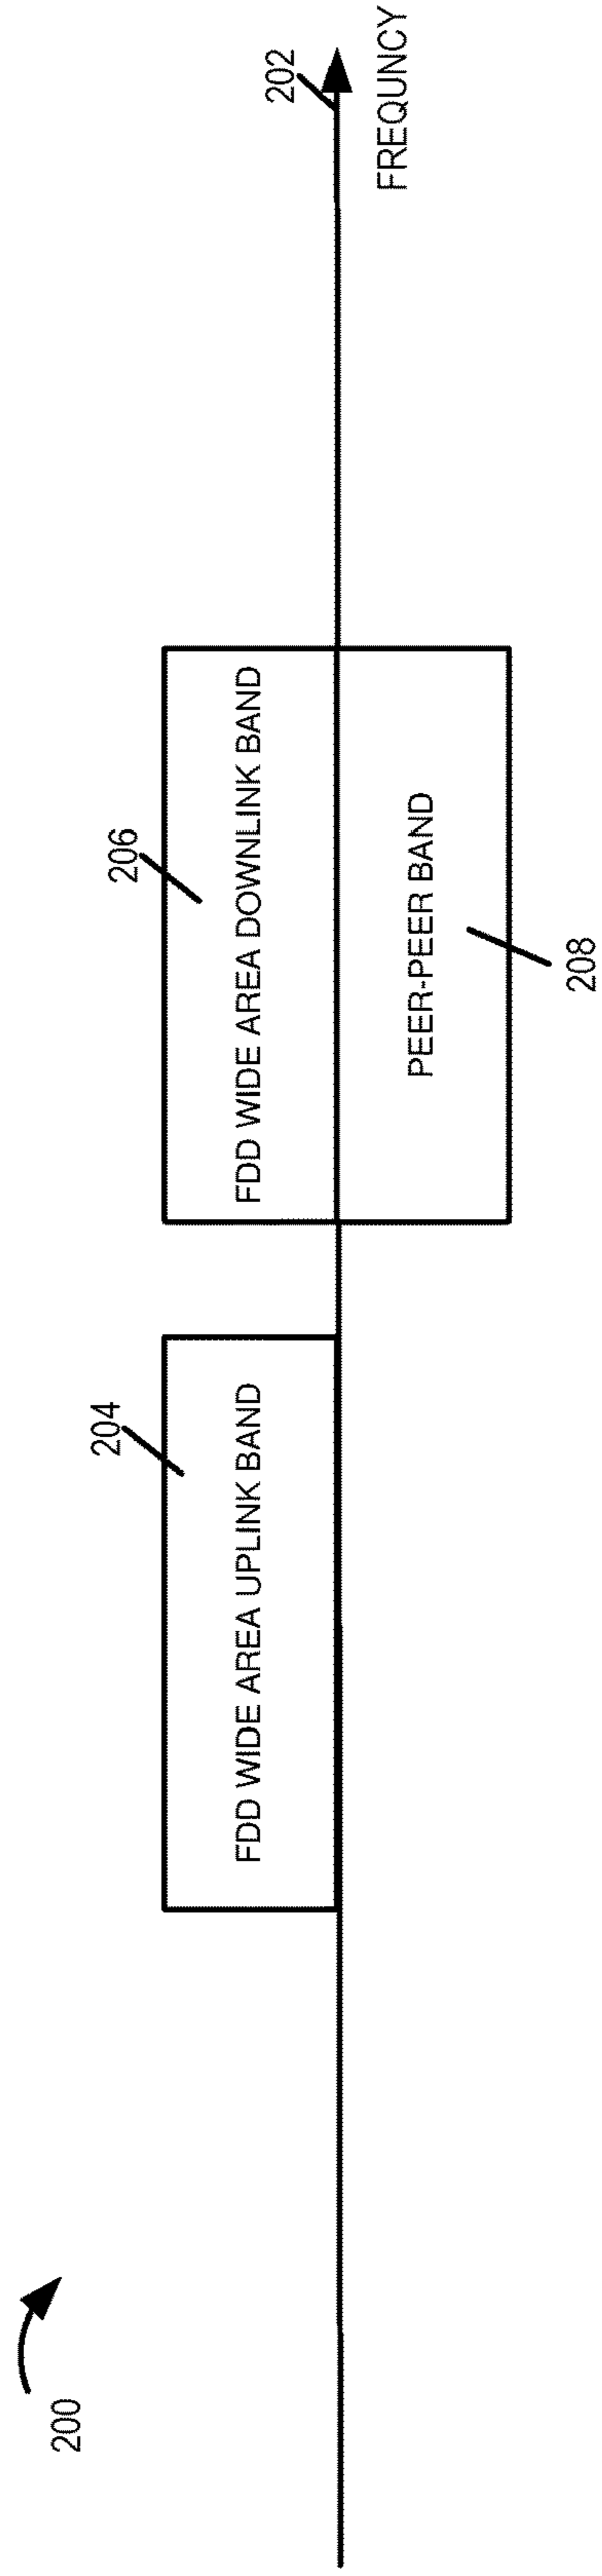 200
204
FDD WIDE AREA UPLINK BAND
206
FDD WIDE AREA DOWNLINK BAND
PEER-PEER BAND
208
202
FREQUNCY